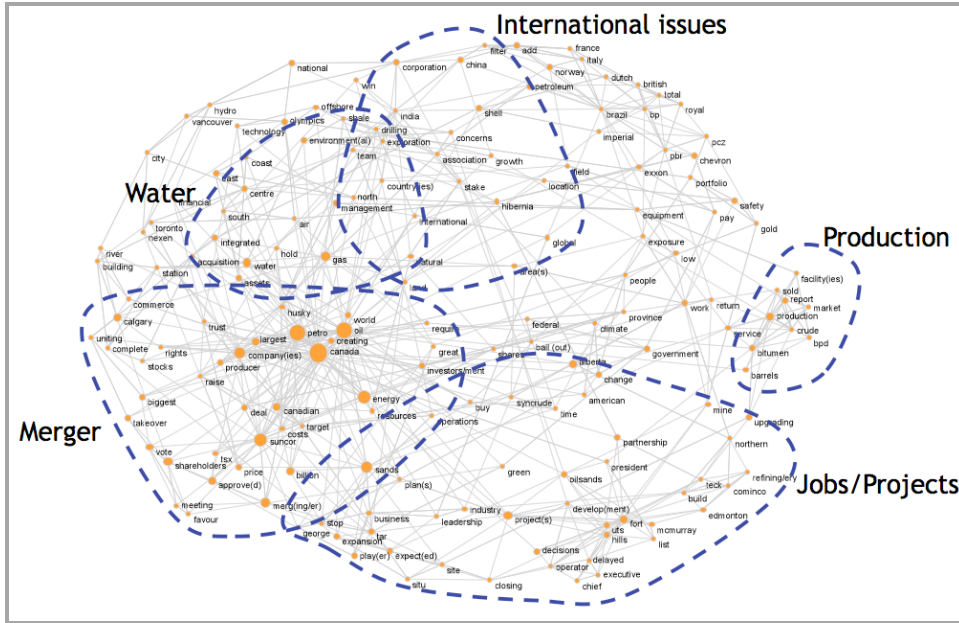 International issues
filter
add
france
italy
national
corporation
china
norway
dutch
british
win
petroleum
total
royal
hydro
offshore
vancouver
olympics
shale
india
shell
brazil
bp
technology
drilling
imperial
environment(al)
exploration
concerns
pcz
city
coast
team
association
growth
pbr
chevron
east
country(ies)
stake
location
field
exxon
portfolio
Water
centre
north
safety
financial
management
hibernia
south
international
equipment
pay
toronto
air
gold
nexen
integrated
global
exposure
Production
river
hold
acquisition
water
gas
natural
low
building
station
assets
land
area(s)
people
facility(ies)
sold
commerce
husky
world
work
return
report
market
calgary
trust
petro
oil
require
federal
province
production
uniting
largest
creating
climate
service
crude
complete
rights
company(ies)
canada
great
shares
bail (out)
government
bitumen
bpd
stocks
producer
investors/ment
alberta
raise
change
barrels
biggest
energy
american
deal
canadian
resources
buy
syncrude
mine
takeover
target
operations
time
upgrading
Merger
costs
suncor
partnership
northern
vote
tsx
shareholders
price
billion
sands
green
president
approve(d)
plan(s)
oilsands
teck
refining/ery
cominco
Jobs/Projects
meeting
merg(ing/er)
industry
develop(ment)
build
favour
stop
business
leadership
project(s)
fort
edmonton
george
uts
mcmurray
expansion
tar
hills
list
play(er)
expect(ed)
decisions
delayed
site
operator
executive
situ
closing
chief